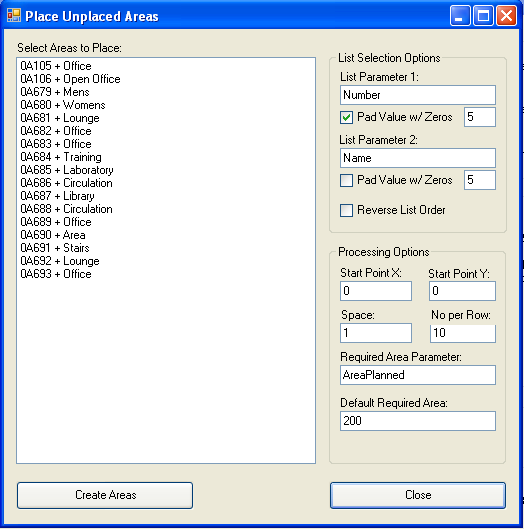 Place Unplaced Areas
Select Areas to Place:
0A105 + Office
0A106 + Open Office
0A679 + Mens
0A680 + Womens
0A681 + Lounge
0A682 + Office
0A683 + Office
0A684 + Training
0A685 + Laboratory
0A686 + Circulation
0A687 + Library
0A688 + Circulation
0A689 + Office
0A690 + Area
0A691 + Stairs
0A692 + Lounge
0A693 + Office
Create Areas
List Selection Options
List Parameter 1:
Number
Pad Value w/ Zeros 5
List Parameter 2:
Name
Pad Value w/ Zeros 5
Reverse List Order
Processing Options
Start Point X: Start Point Y:
0 0
Space: No per Row:
1 10
Required Area Parameter:
AreaPlanned
Default Required Area:
200
Close